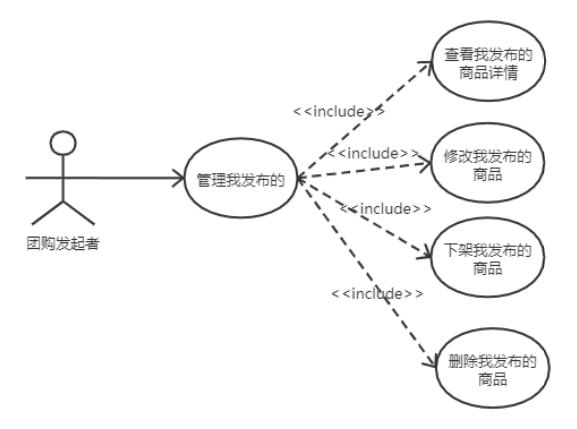 查看我发布的
商品详情
<<include>>
<<include>>
修改我发布的
商品
管理我发布的
<<include>>
团购发起者
下架我发布的
商品
<<include>>
删除我发布的
商品